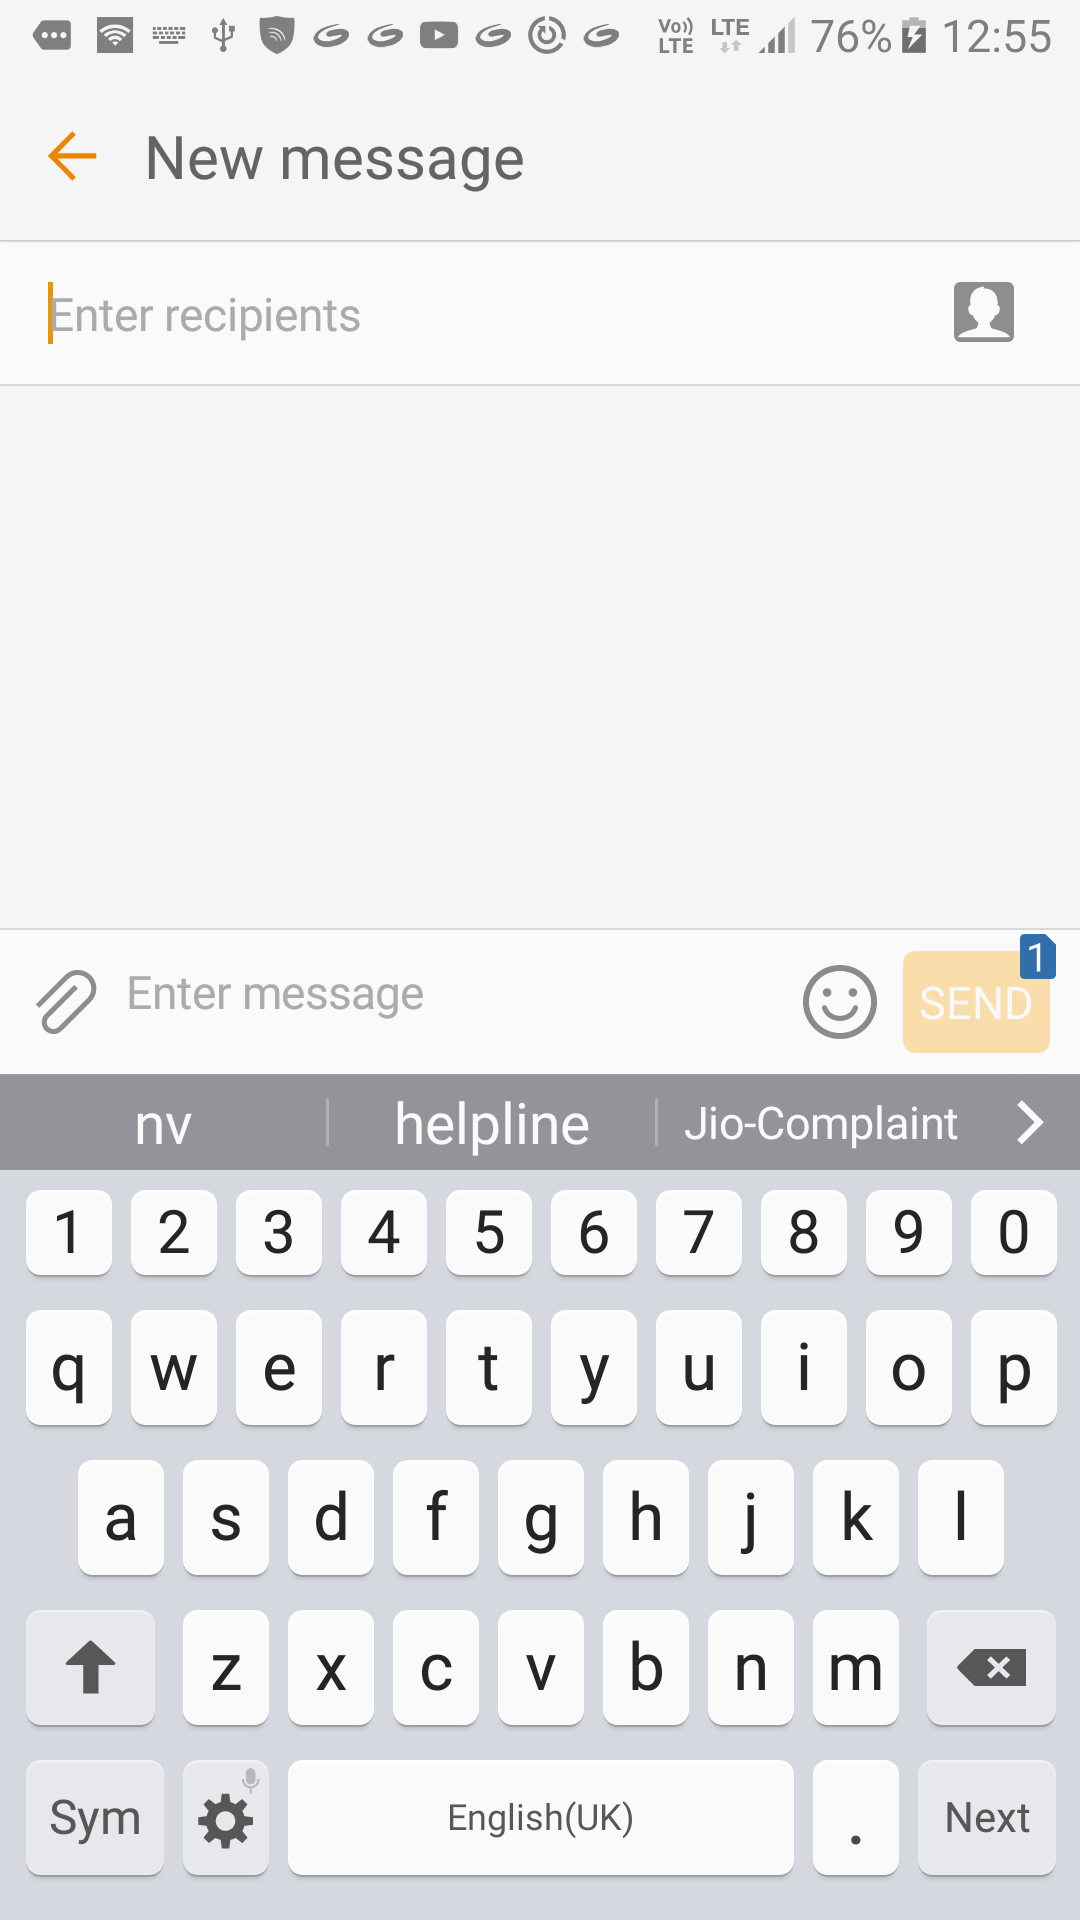 Vo)) LTE LTE 76% 12:55
New message
Enter recipients
Enter message
SEND 1
nv helpline Jio-Complaint
1 2 3 4 5 6 7 8 9 0
q w e r t y u i o p
a s d f g h j k l
z x c v b n m
Sym English(UK) . Next